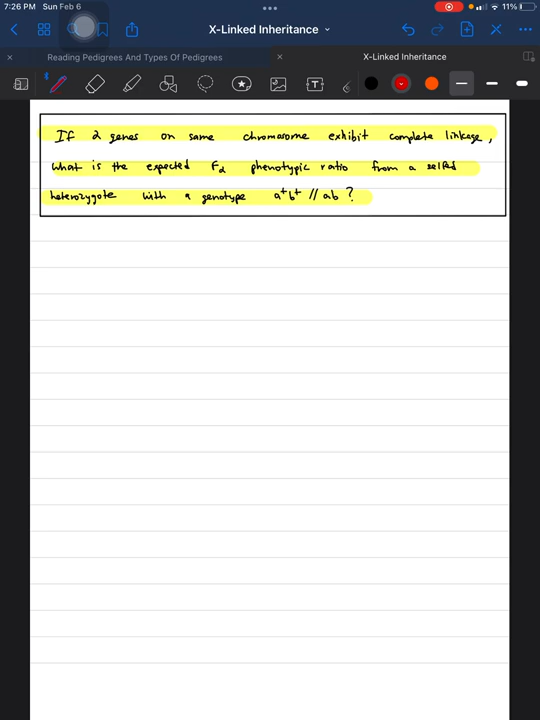 7:26 PM Sun Feb 6
11%
X-Linked Inheritance
Reading Pedigrees And Types Of Pedigrees
X-Linked Inheritance
If 2 genes on same chromosome exhibit complete linkage,
what is the expected F2 phenotypic ratio from a selfed
heterozygote with a genotype a⁺b⁺ // ab ?